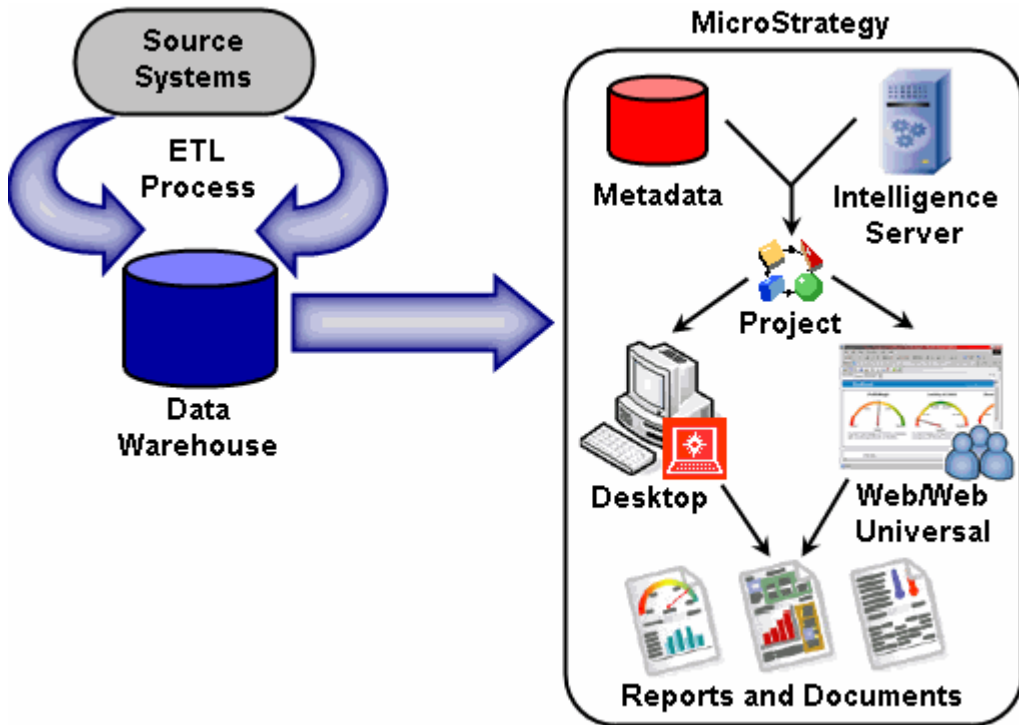 Source
Systems
ETL
Process
Data
Warehouse
MicroStrategy
Metadata
Intelligence
Server
Project
Desktop
Web/Web
Universal
Reports and Documents